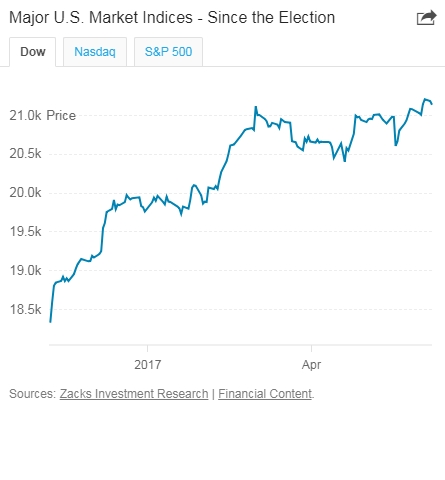 Major U.S. Market Indices - Since the Election
Dow Nasdaq S&P 500
21.0k Price
20.5k
20.0k
19.5k
19.0k
18.5k
2017 Apr
Sources: Zacks Investment Research | Financial Content.